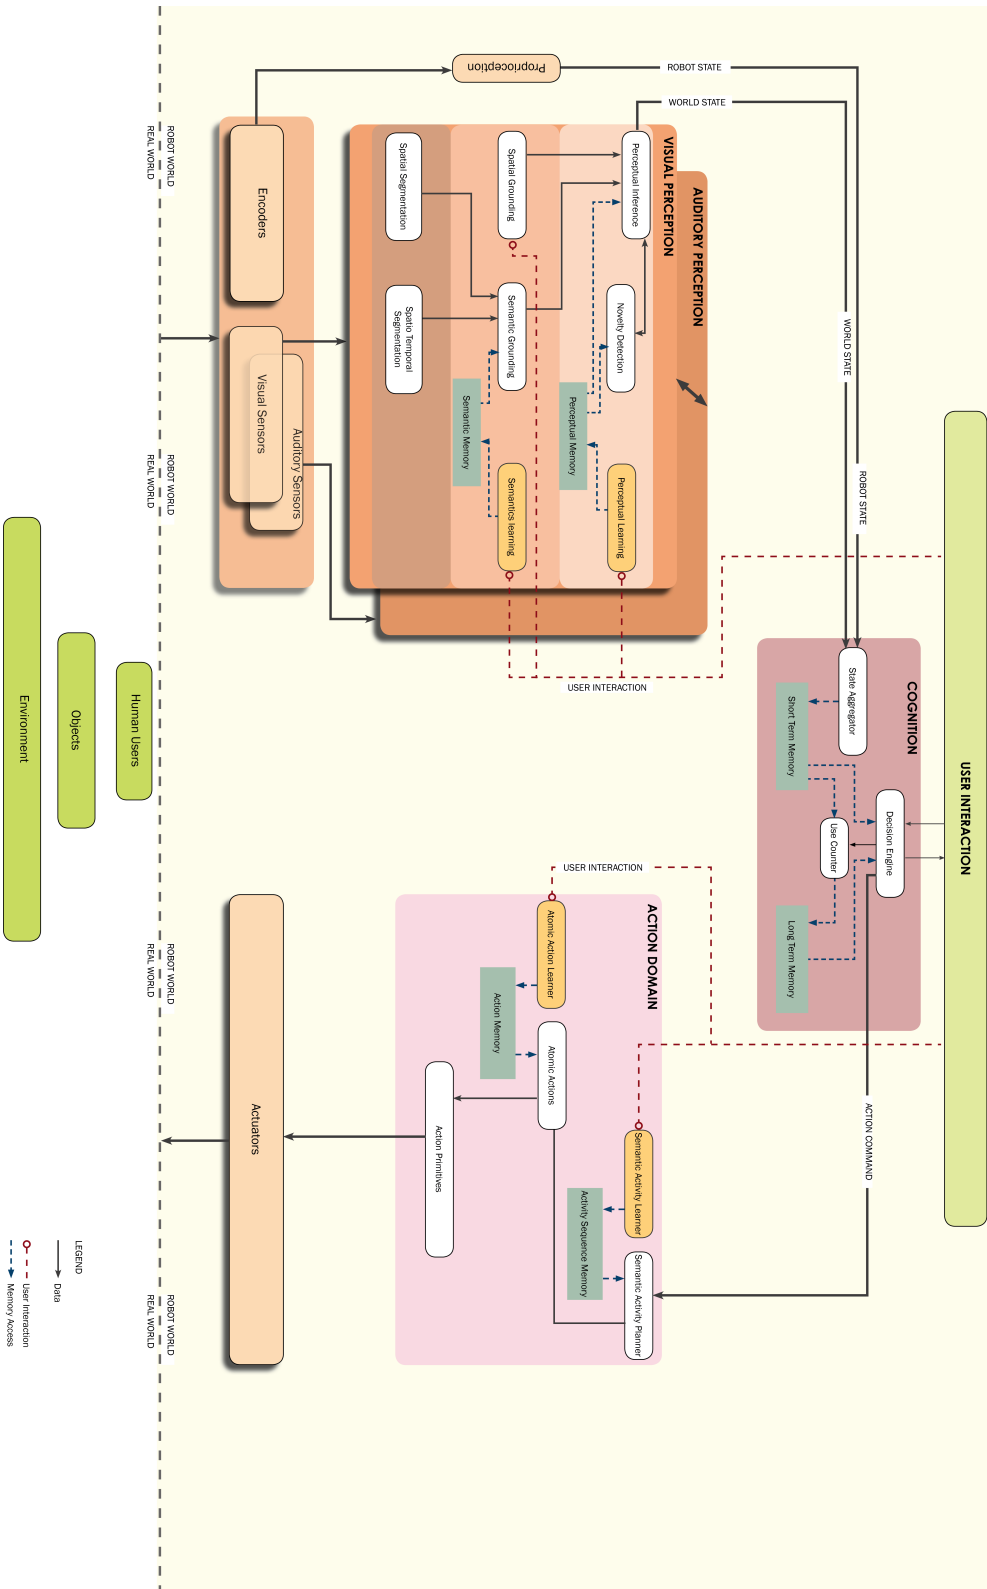 USER INTERACTION
ROBOT STATE
WORLD STATE
WORLD STATE
ROBOT STATE
Proprioception
COGNITION
State Aggregator
Decision Engine
Use Counter
Short Term Memory
Long Term Memory
ACTION COMMAND
AUDITORY PERCEPTION
VISUAL PERCEPTION
Perceptual Inference
Novelty Detection
Perceptual Learning
Perceptual Memory
Spatial Grounding
Semantic Grounding
Semantics learning
Semantic Memory
Spatial Segmentation
Spatio Temporal
Segmentation
USER INTERACTION
USER INTERACTION
ACTION DOMAIN
Semantic Activity Learner
Semantic Activity Planner
Activity Sequence Memory
Atomic Action Learner
Atomic Actions
Action Memory
Action Primitives
Encoders
Visual Sensors
Auditory Sensors
Actuators
ROBOT WORLD
REAL WORLD
ROBOT WORLD
REAL WORLD
ROBOT WORLD
REAL WORLD
ROBOT WORLD
REAL WORLD
Human Users
Objects
Environment
LEGEND
Data
User Interaction
Memory Access